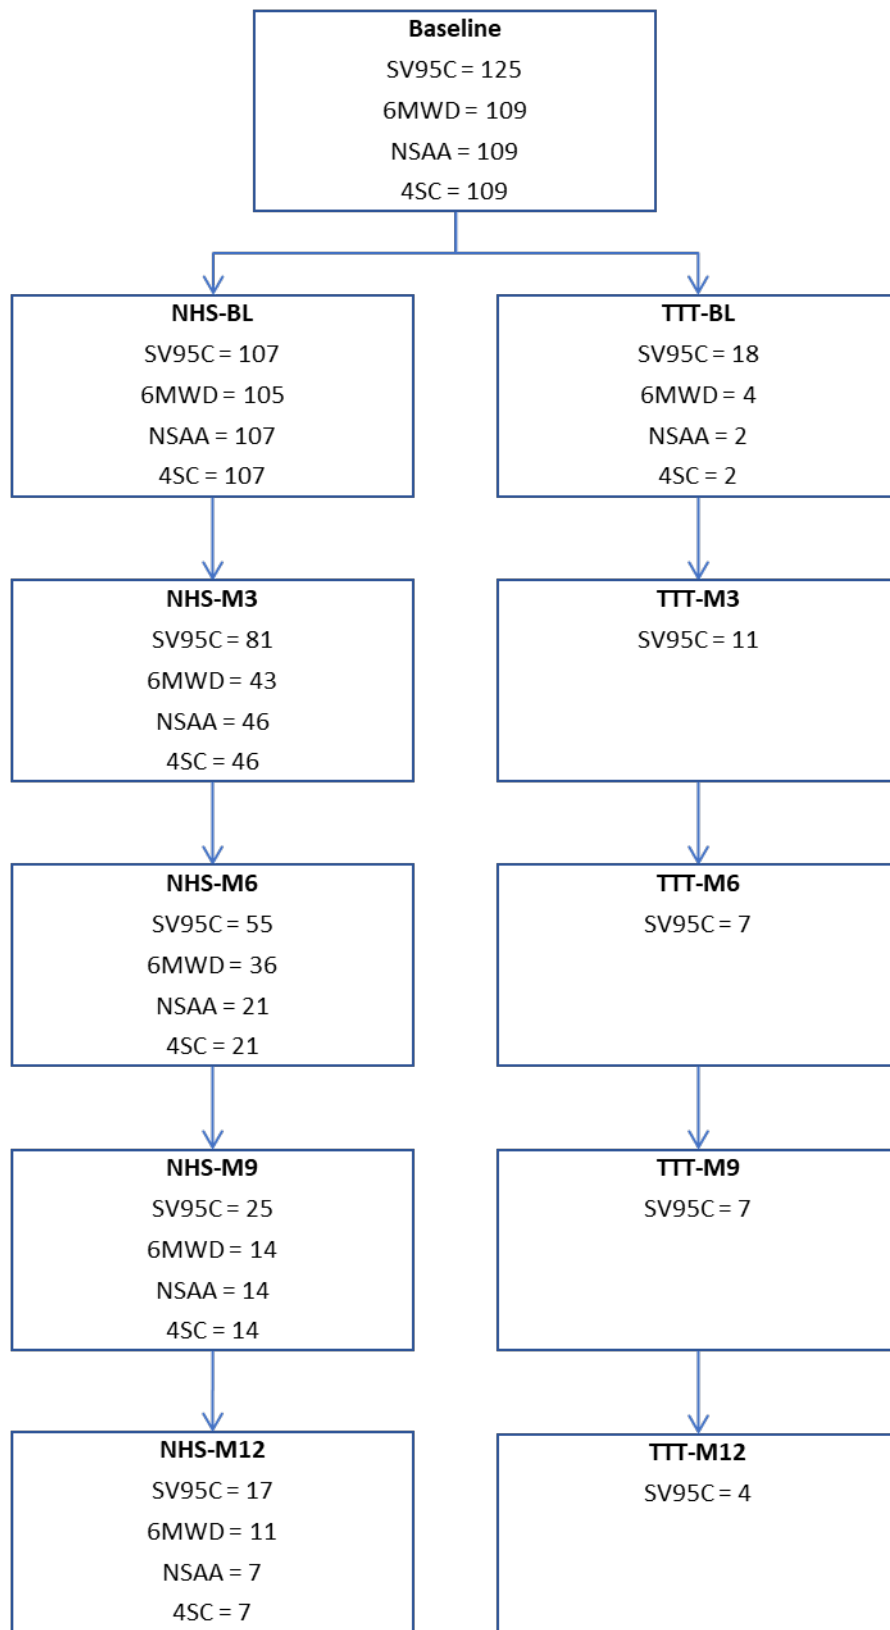 Baseline
SV95C = 125
6MWD = 109
NSAA = 109
4SC = 109
NHS-BL
SV95C = 107
6MWD = 105
NSAA = 107
4SC = 107
TTT-BL
SV95C = 18
6MWD = 4
NSAA = 2
4SC = 2
NHS-M3
SV95C = 81
6MWD = 43
NSAA = 46
4SC = 46
TTT-M3
SV95C = 11
NHS-M6
SV95C = 55
6MWD = 36
NSAA = 21
4SC = 21
TTT-M6
SV95C = 7
NHS-M9
SV95C = 25
6MWD = 14
NSAA = 14
4SC = 14
TTT-M9
SV95C = 7
NHS-M12
SV95C = 17
6MWD = 11
NSAA = 7
4SC = 7
TTT-M12
SV95C = 4